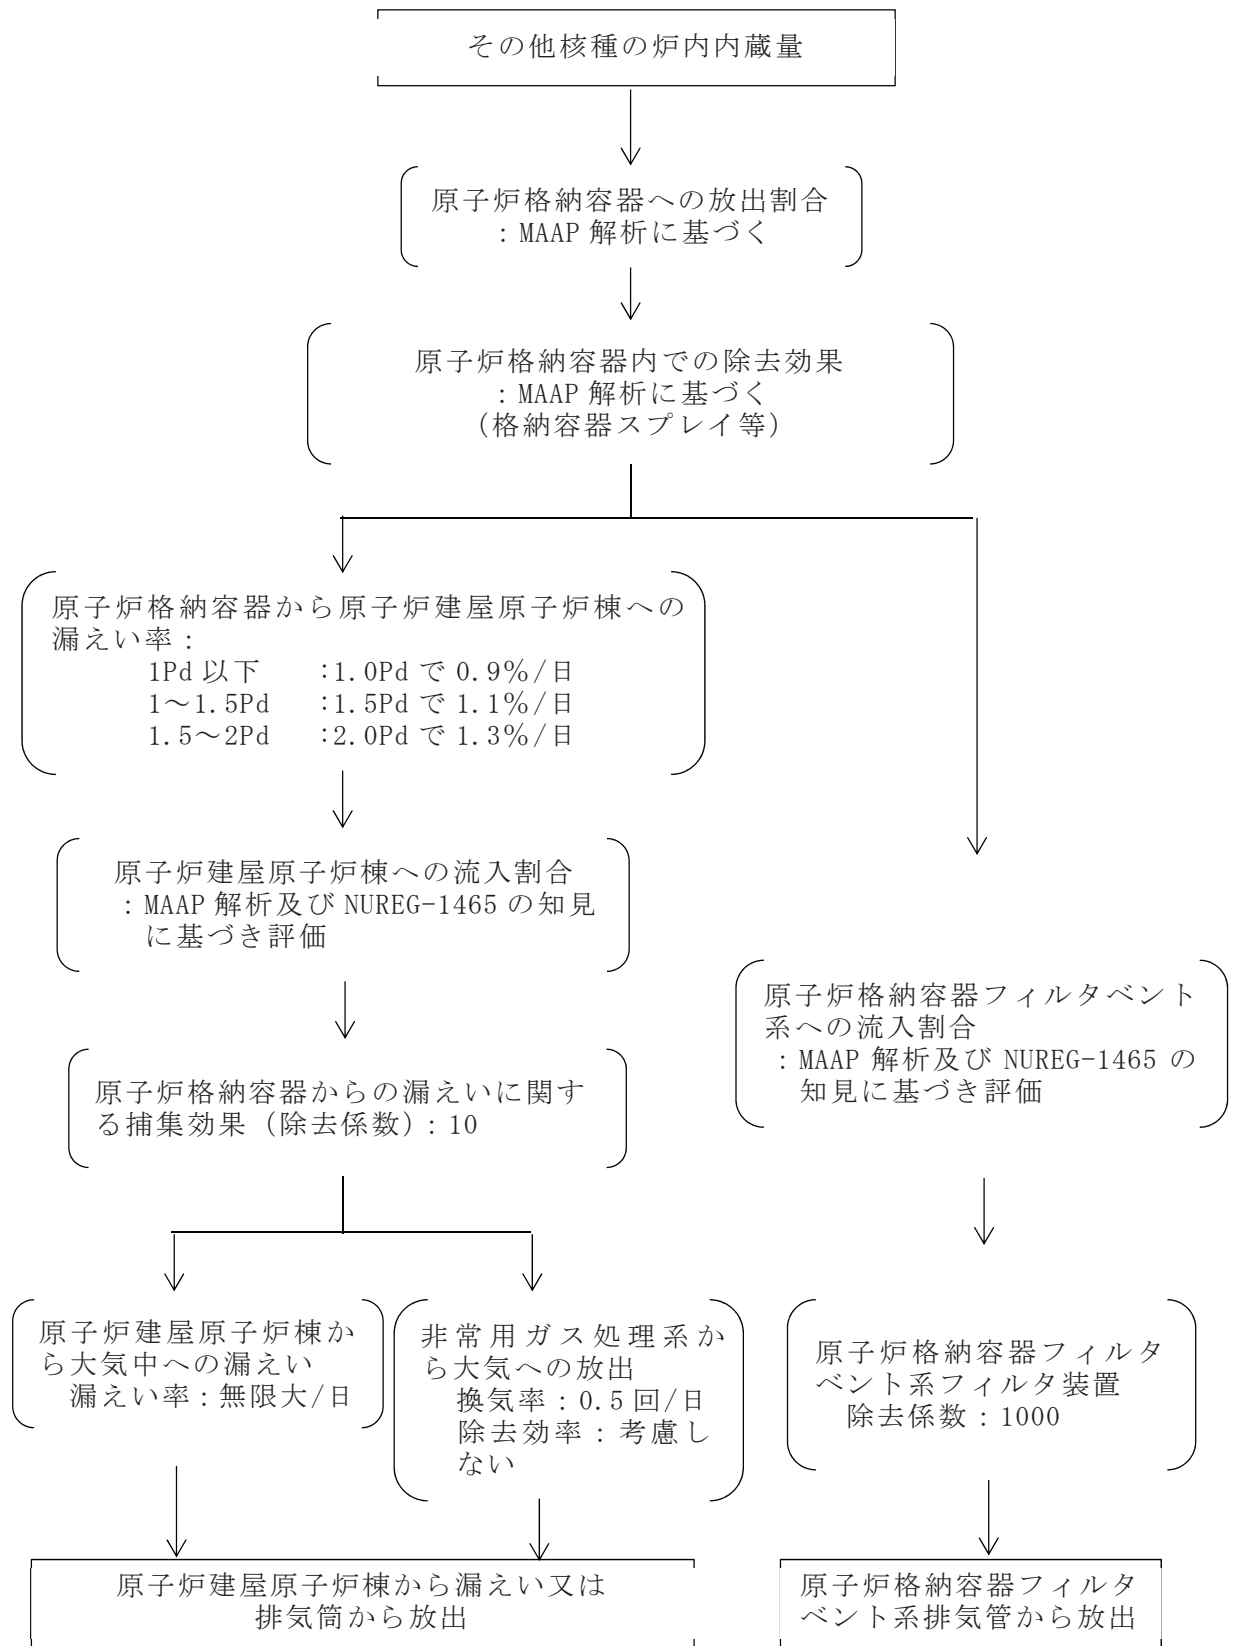 その他核種の炉内内蔵量
原子炉格納容器への放出割合
：MAAP 解析に基づく
原子炉格納容器内での除去効果
：MAAP 解析に基づく
（格納容器スプレイ等）
原子炉格納容器から原子炉建屋原子炉棟への
漏えい率：
1Pd 以下　：1.0Pd で 0.9%/日
1～1.5Pd　：1.5Pd で 1.1%/日
1.5～2Pd　：2.0Pd で 1.3%/日
原子炉建屋原子炉棟への流入割合
：MAAP 解析及び NUREG-1465 の知見
に基づき評価
原子炉格納容器からの漏えいに関す
る捕集効果（除去係数）：10
原子炉建屋原子炉棟か
ら大気中への漏えい
漏えい率：無限大/日
非常用ガス処理系か
ら大気への放出
換気率：0.5 回/日
除去効率：考慮し
ない
原子炉建屋原子炉棟から漏えい又は
排気筒から放出
原子炉格納容器フィルタベント
系への流入割合
：MAAP 解析及び NUREG-1465 の
知見に基づき評価
原子炉格納容器フィルタ
ベント系フィルタ装置
除去係数：1000
原子炉格納容器フィルタ
ベント系排気管から放出